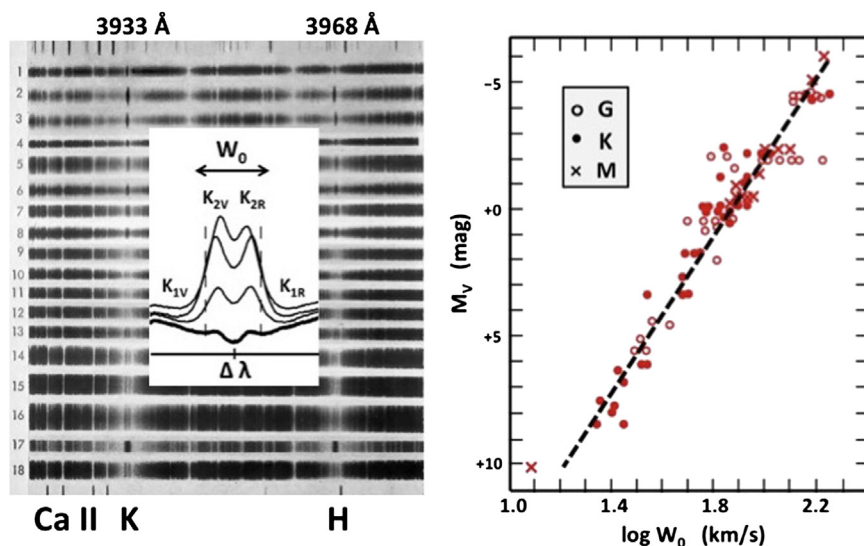 3933 Å 3968 Å
1
2
3
4
5
6
7
8
9
10
11
12
13
14
15
16
17
18
W₀
K₂V K₂R
K₁V K₁R
Δ λ
Ca II K H
M_V (mag)
-5
+0
+5
+10
G
K
M
1.0 1.4 1.8 2.2
log W₀ (km/s)